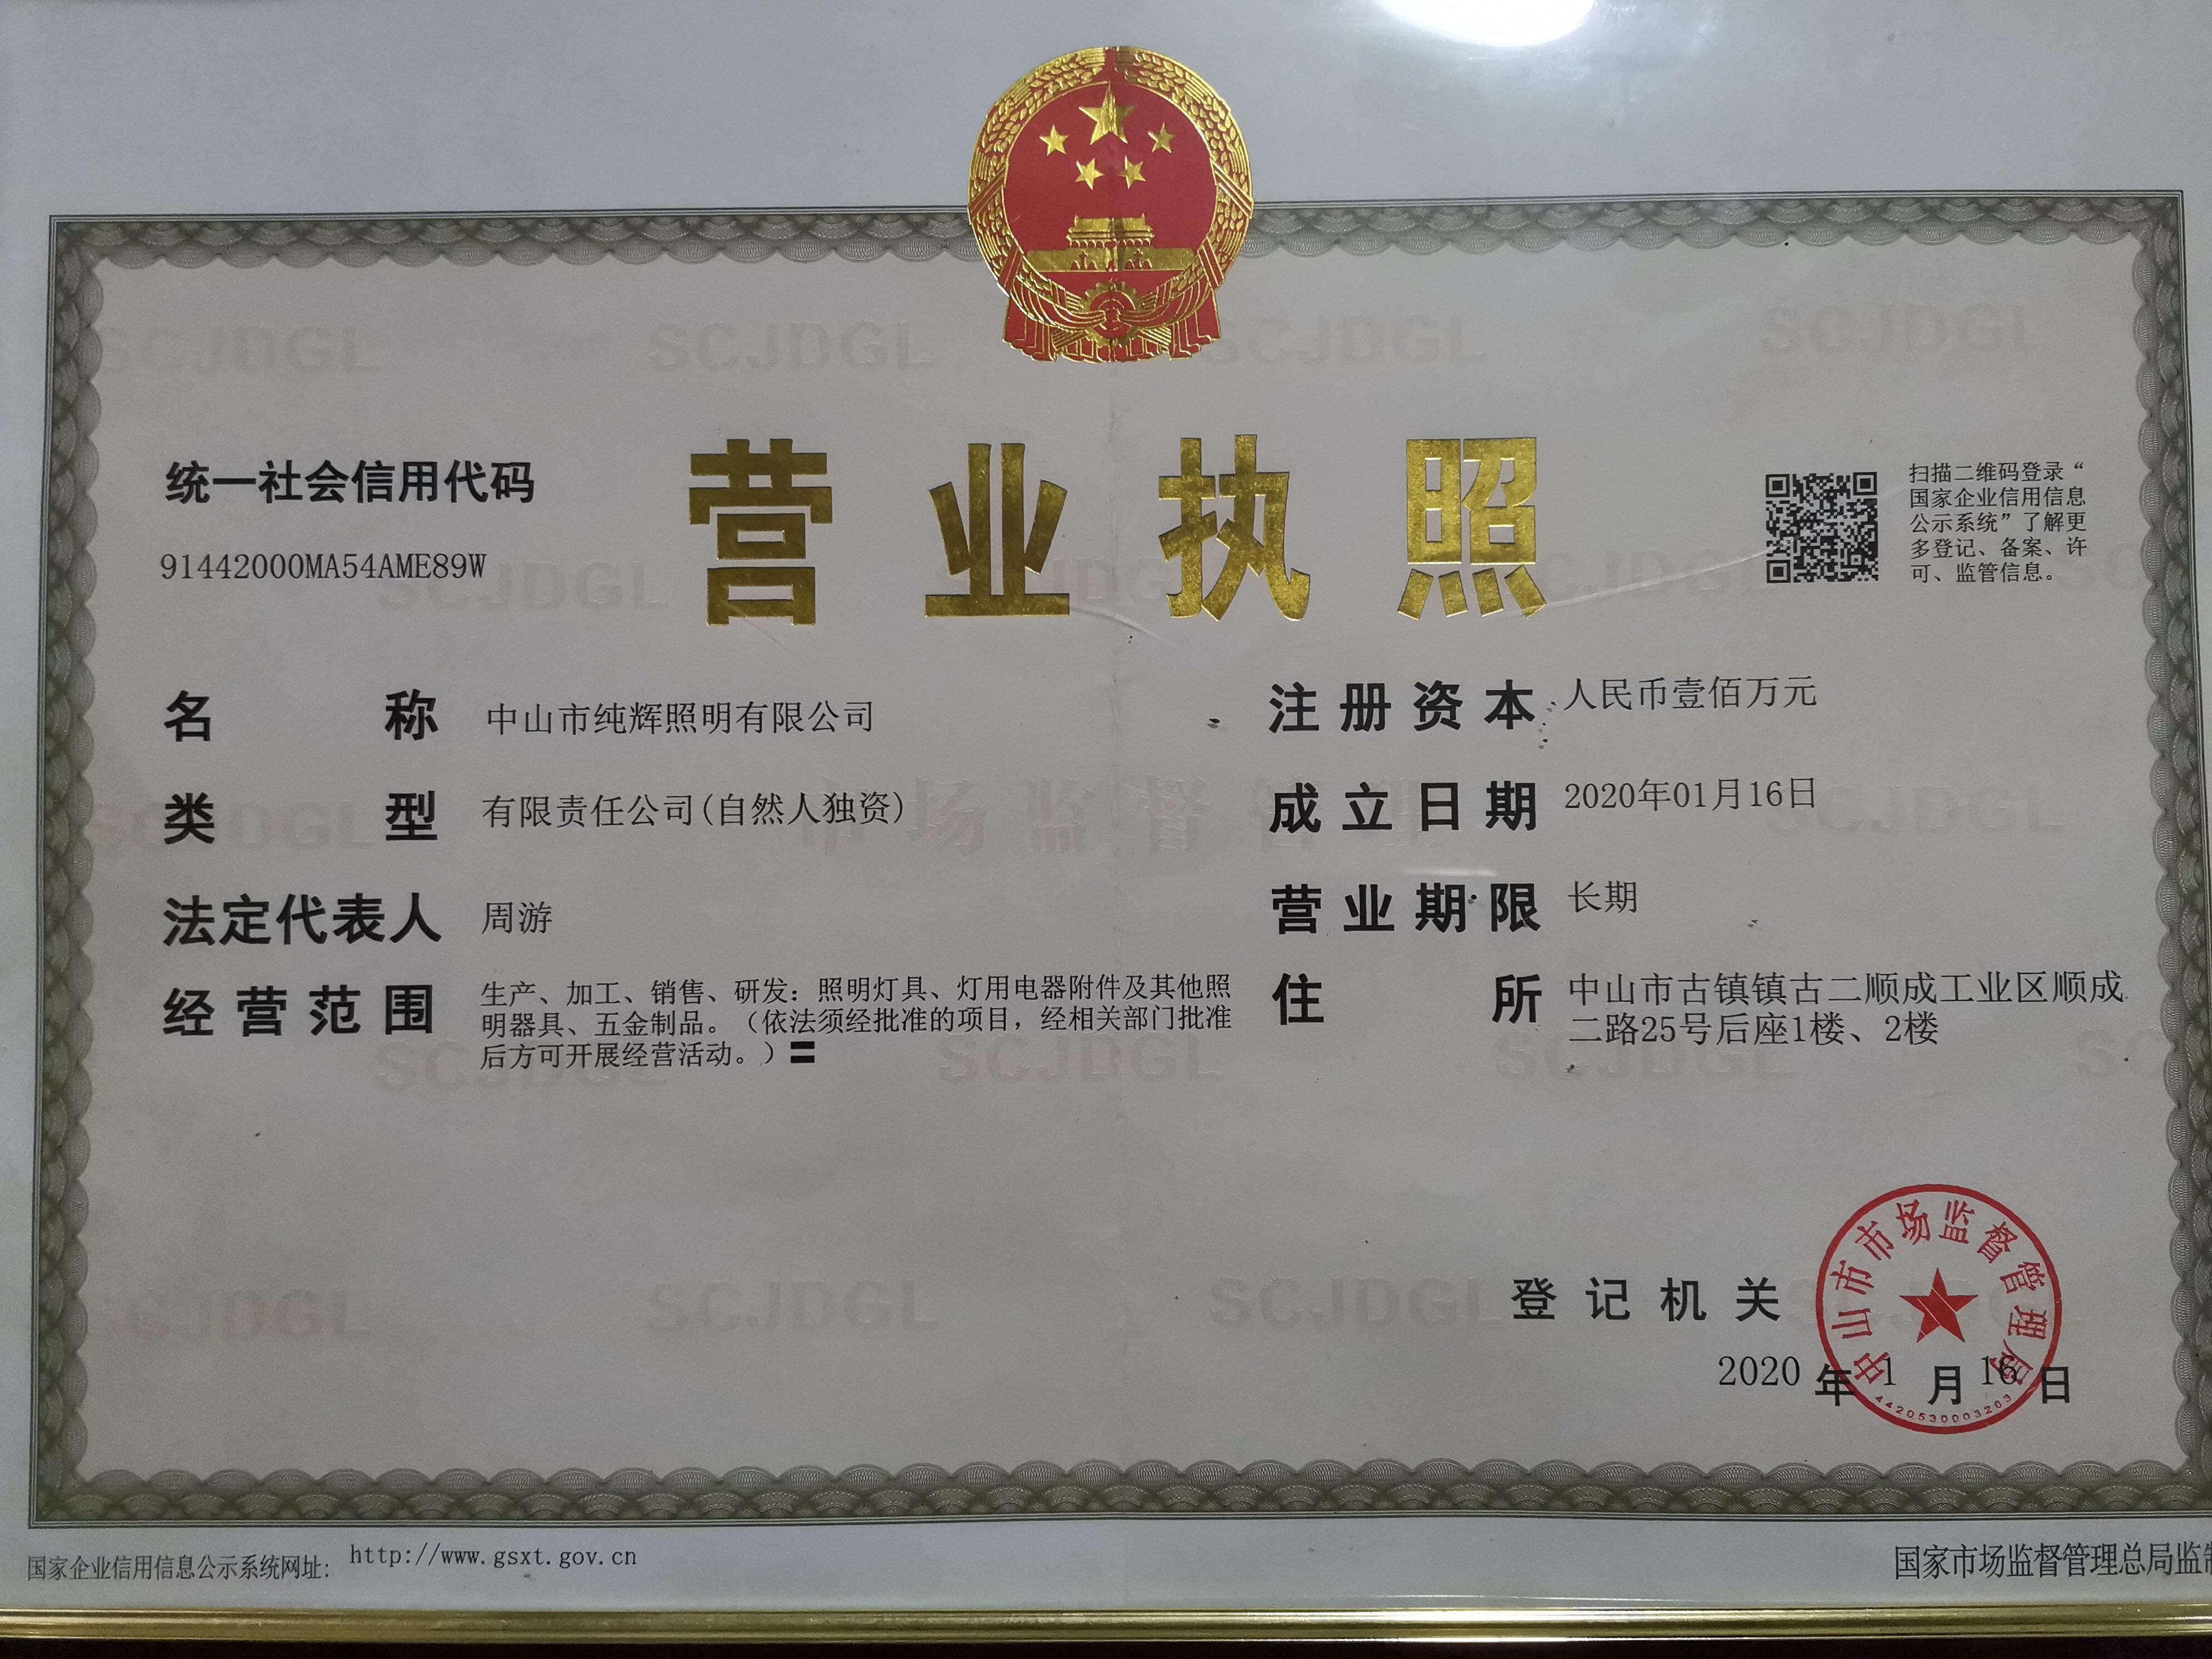 营业执照
统一社会信用代码
91442000MA54AME89W
扫描二维码登录“
国家企业信用信息
公示系统”了解更
多登记、备案、许
可、监管信息。
名称 中山市纯辉照明有限公司
类型 有限责任公司(自然人独资)
法定代表人 周游
经营范围 生产、加工、销售、研发：照明灯具、灯用电器附件及其他照
明器具、五金制品。（依法须经批准的项目，经相关部门批准
后方可开展经营活动。）〓
注册资本 人民币壹佰万元
成立日期 2020年01月16日
营业期限 长期
住所 中山市古镇镇古二顺成工业区顺成
二路25号后座1楼、2楼
登记机关
中山市市场监督管理局
4420530003203
2020年1月16日
国家企业信用信息公示系统网址: http://www.gsxt.gov.cn
国家市场监督管理总局监制
市场监督管理
SCJDGL